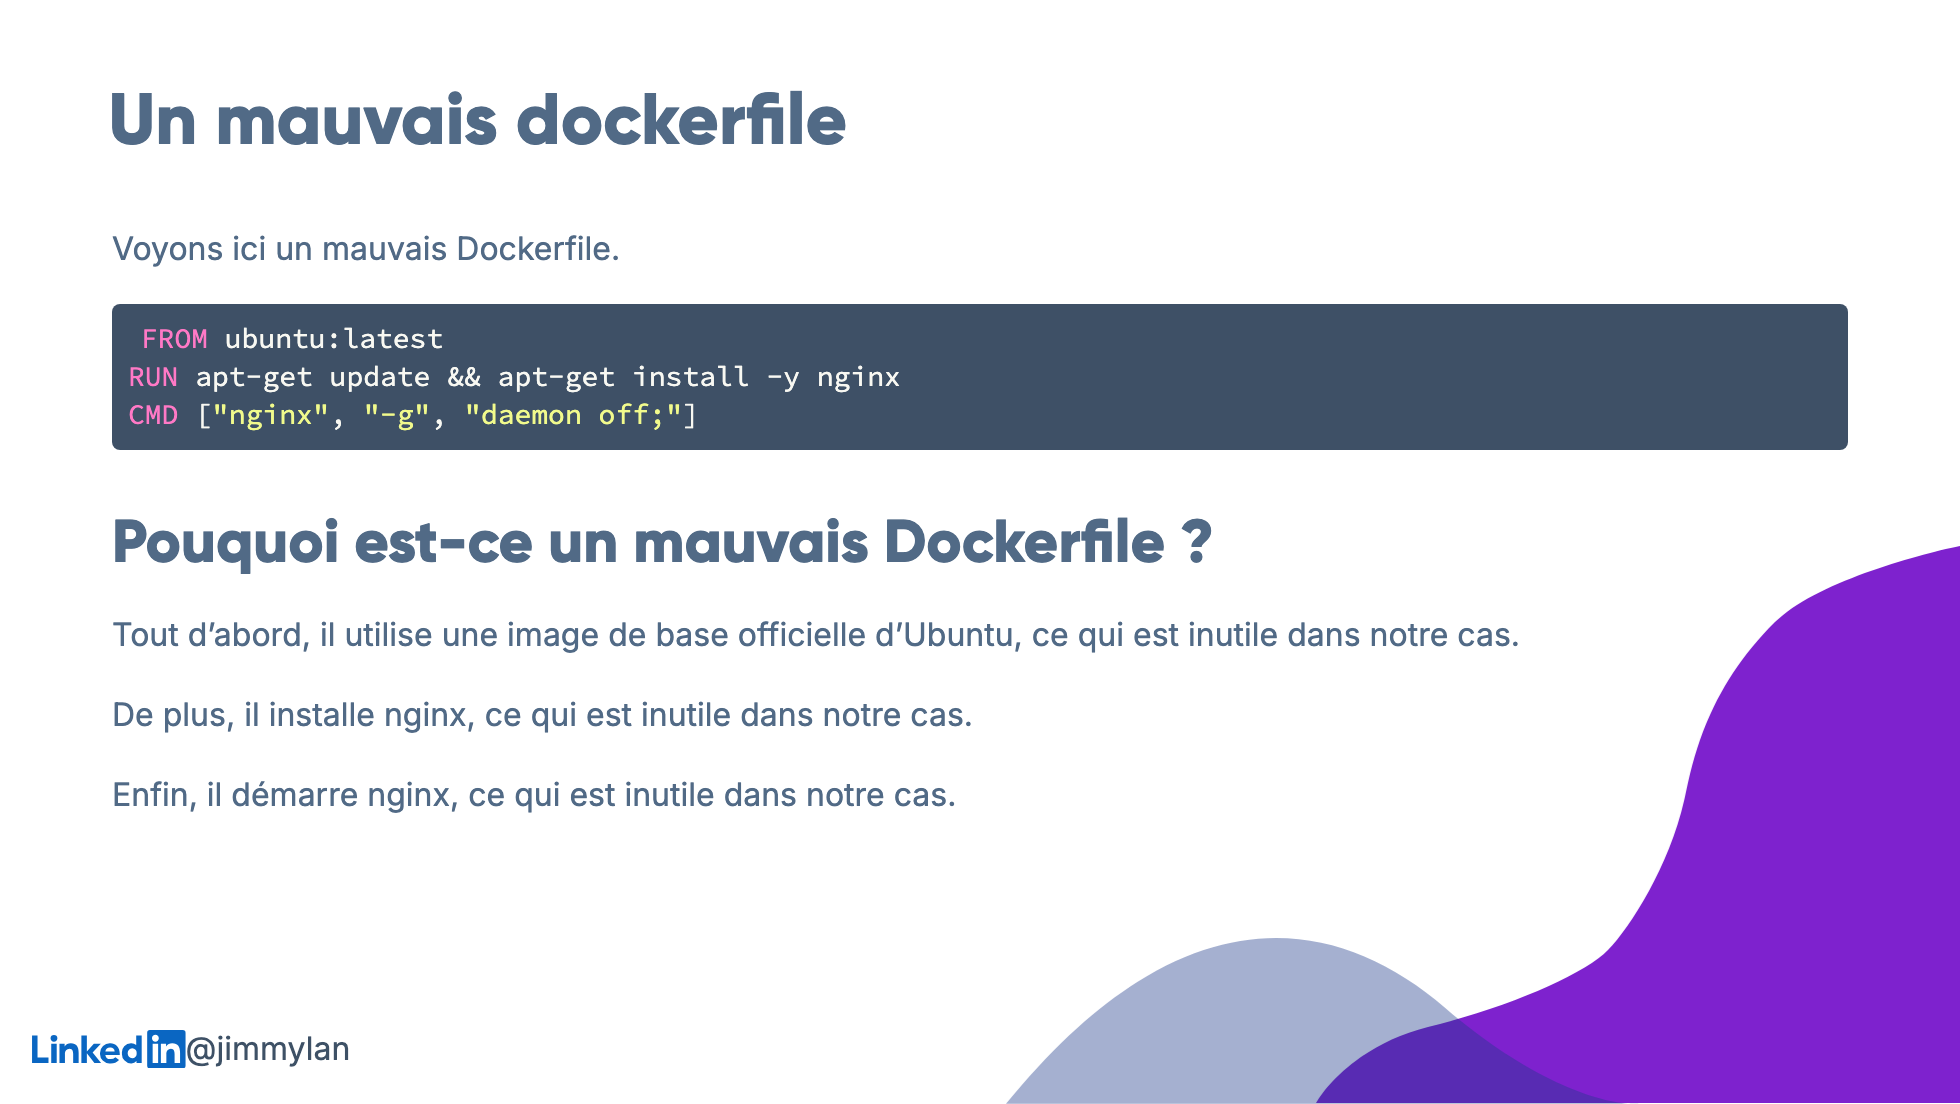 Un mauvais dockerfile
Voyons ici un mauvais Dockerfile.
FROM ubuntu:latest
RUN apt-get update && apt-get install -y nginx
CMD ["nginx", "-g", "daemon off;"]
Pouquoi est-ce un mauvais Dockerfile ?
Tout d’abord, il utilise une image de base officielle d’Ubuntu, ce qui est inutile dans notre cas.
De plus, il installe nginx, ce qui est inutile dans notre cas.
Enfin, il démarre nginx, ce qui est inutile dans notre cas.
Linkedin@jimmylan